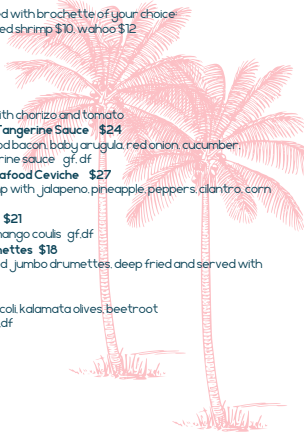 ed with brochette of your choice
ed shrimp $10, wahoo $12
ith chorizo and tomato
Tangerine Sauce $24
od bacon, baby arugula, red onion, cucumber,
rine sauce gf, df
afood Ceviche $27
up with jalapeno, pineapple, peppers, cilantro, corn
$21
mango coulis gf,df
nettes $18
d jumbo drumettes, deep fried and served with
coli, kalamata olives, beetroot
,df